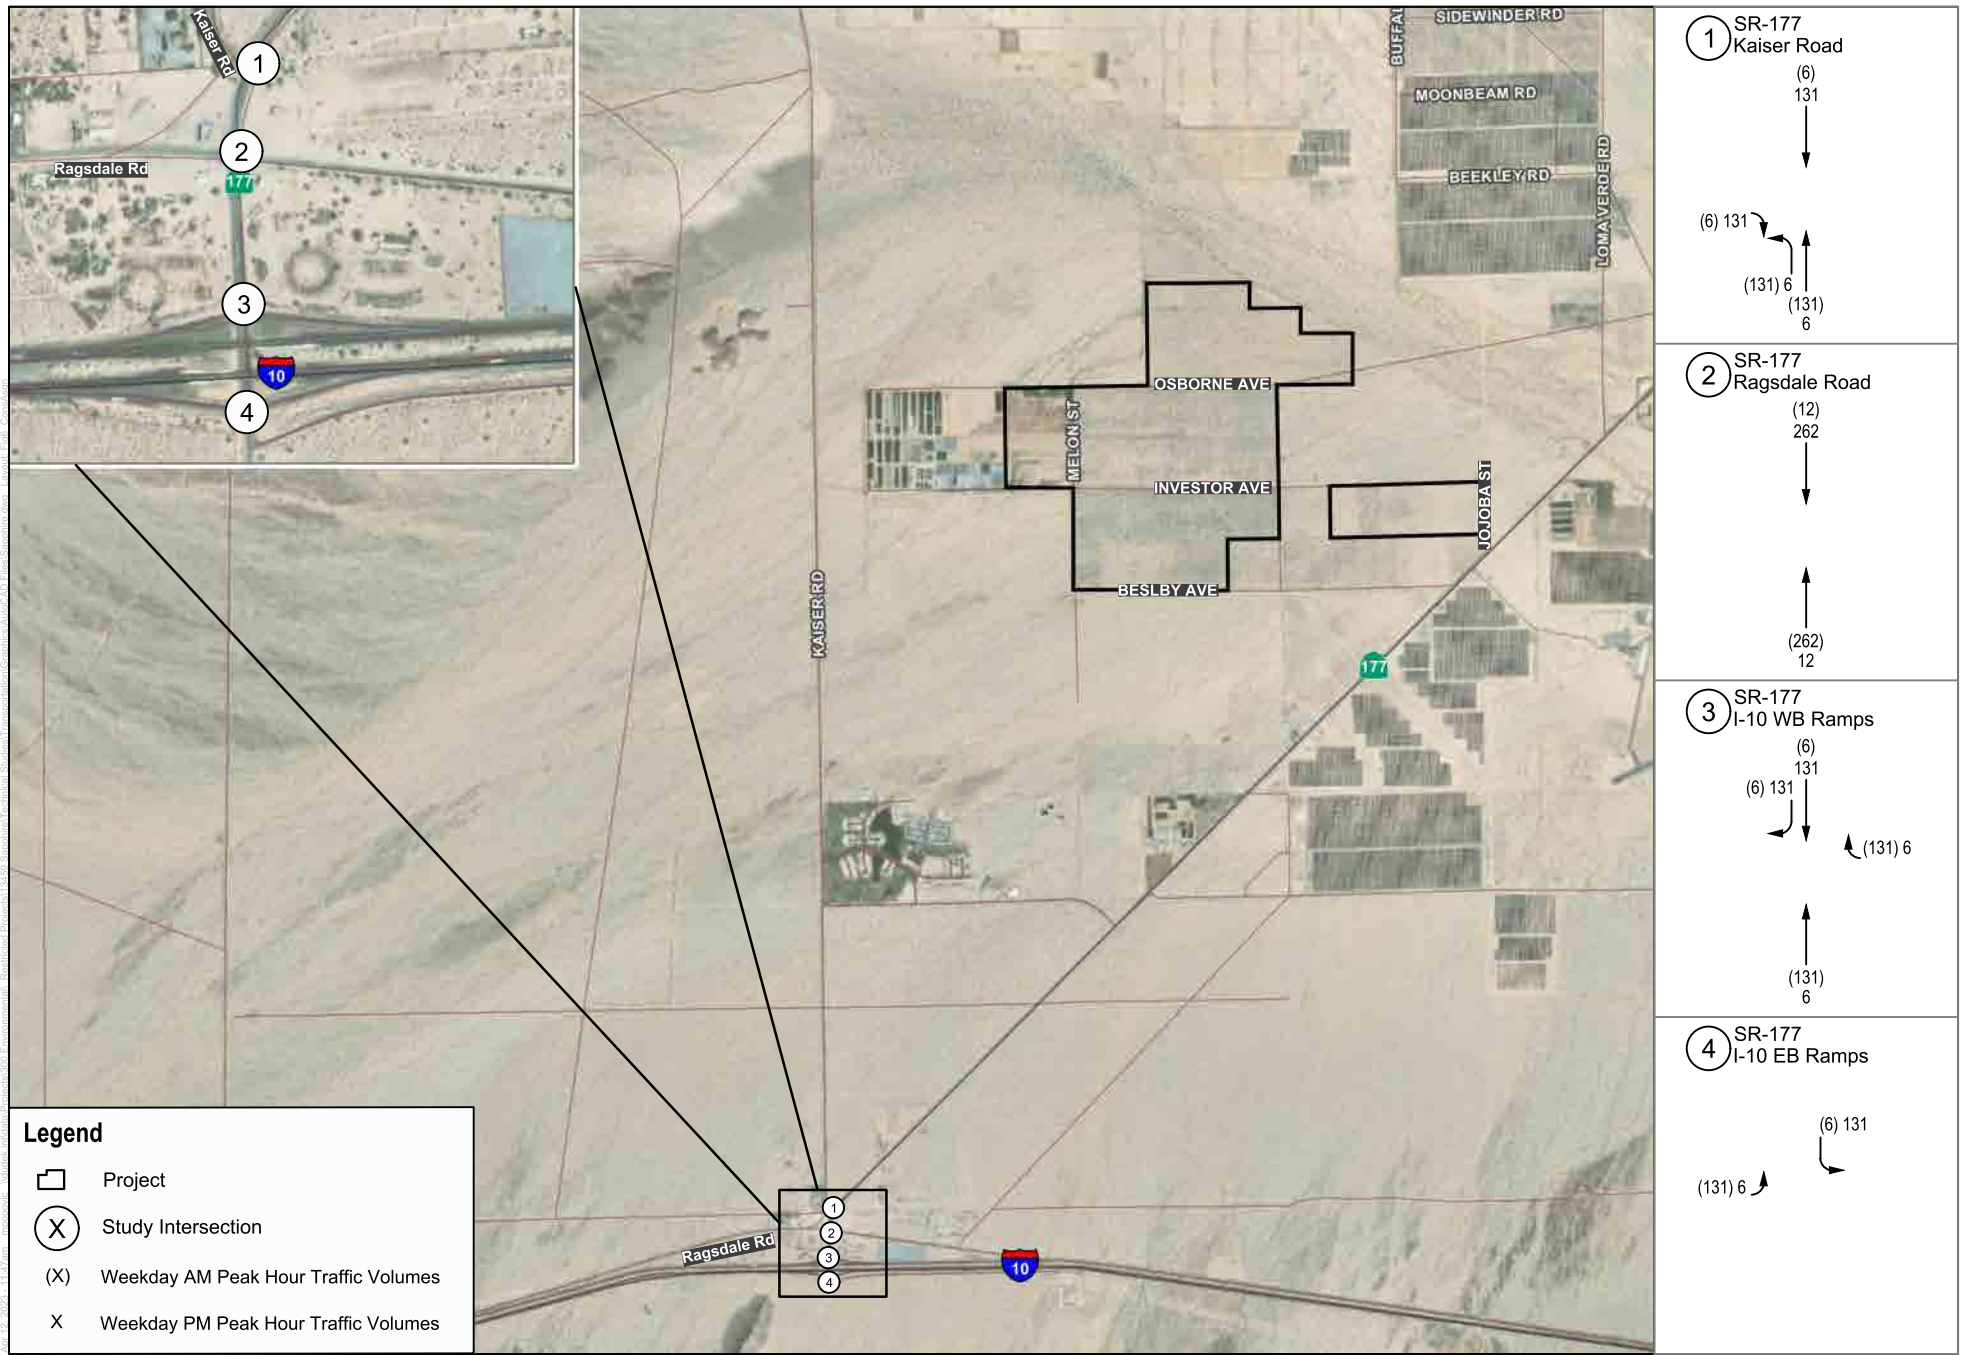 Kaiser Rd
1
2
Ragsdale Rd
177
3
10
4
SIDEWINDER RD
MOONBEAM RD
BEEKLEY RD
LOMA VERDE RD
OSBORNE AVE
MELON ST
INVESTOR AVE
JOJOBA ST
BESLBY AVE
KAISER RD
177
1
2
3
4
Ragsdale Rd
10
Legend
Project
X Study Intersection
(X) Weekday AM Peak Hour Traffic Volumes
X Weekday PM Peak Hour Traffic Volumes
1 SR-177
Kaiser Road
(6)
131
(6) 131
(131) 6
(131)
6
2 SR-177
Ragsdale Road
(12)
262
(262)
12
3 SR-177
I-10 WB Ramps
(6)
131
(6) 131
(131) 6
(131)
6
4 SR-177
I-10 EB Ramps
(6) 131
(131) 6